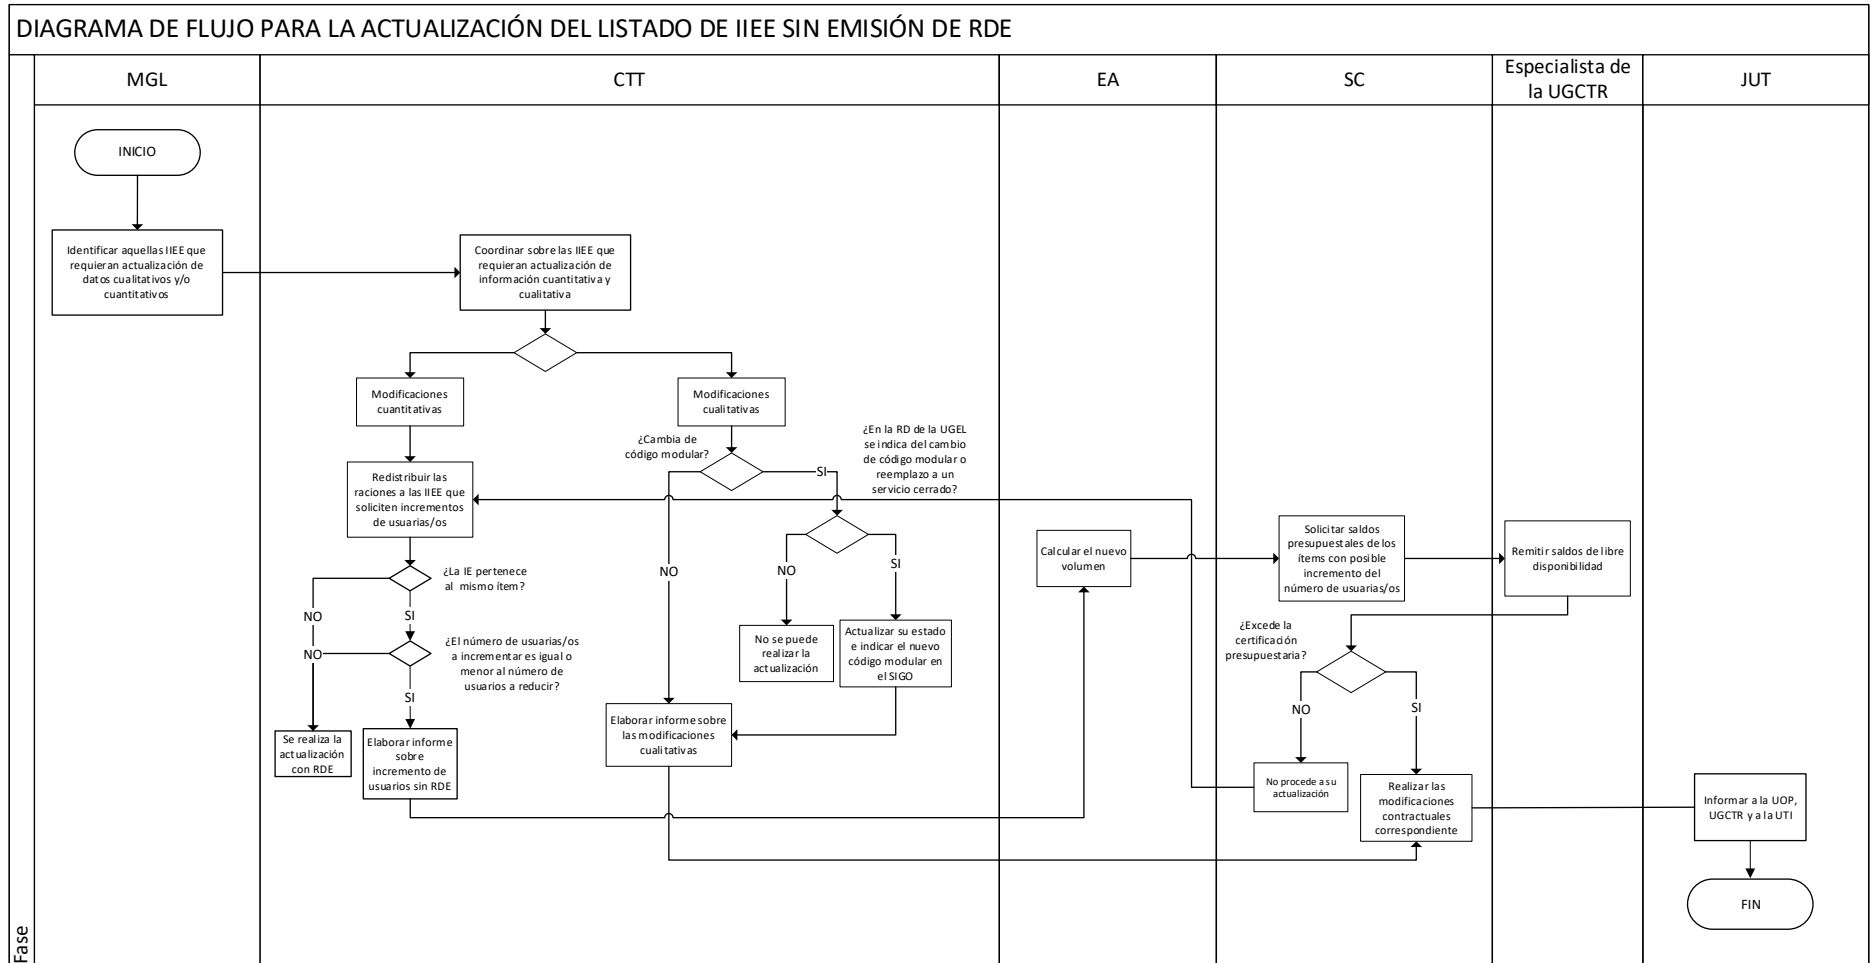 DIAGRAMA DE FLUJO PARA LA ACTUALIZACIÓN DEL LISTADO DE IIEE SIN EMISIÓN DE RDE
MGL
CTT
EA
SC
Especialista de
la UGCTR
JUT
INICIO
Identificar aquellas IIEE que
requieran actualización de
datos cualitativos y/o
cuantitativos
Coordinar sobre las IIEE que
requieran actualización de
información cuantitativa y
cualitativa
Modificaciones
cuantitativas
Modificaciones
cualitativas
¿Cambia de
código modular?
SI
¿En la RD de la UGEL
se indica del cambio
de código modular o
reemplazo a un
servicio cerrado?
Redistribuir las
raciones a las IIEE que
soliciten incrementos
de usuarias/os
¿La IE pertenece
al mismo ítem?
NO
SI
NO
¿El número de usuarias/os
a incrementar es igual o
menor al número de
usuarios a reducir?
SI
Se realiza la
actualización
con RDE
Elaborar informe
sobre
incremento de
usuarios sin RDE
NO
NO
SI
No se puede
realizar la
actualización
Actualizar su estado
e indicar el nuevo
código modular en
el SIGO
Elaborar informe sobre
las modificaciones
cualitativas
Calcular el nuevo
volumen
Solicitar saldos
presupuestales de los
ítems con posible
incremento del
número de usuarias/os
Remitir saldos de libre
disponibilidad
¿Excede la
certificación
presupuestaria?
NO
SI
No procede a su
actualización
Realizar las
modificaciones
contractuales
correspondiente
Informar a la UOP,
UGCTR y a la UTI
FIN
Fase